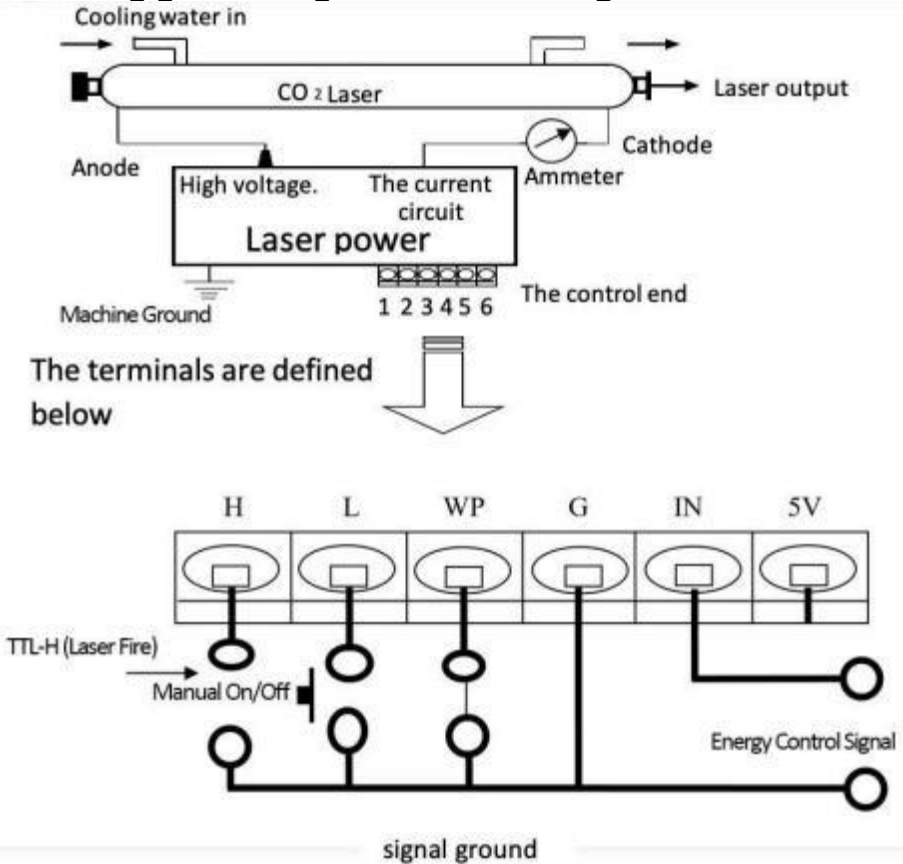 Cooling water in
CO 2 Laser
Laser output
Anode
Cathode
Ammeter
High voltage.
The current
circuit
Laser power
Machine Ground
1 2 3 4 5 6
The control end
The terminals are defined
below
H L WP G IN 5V
TTL-H (Laser Fire)
Manual On/Off
Energy Control Signal
signal ground